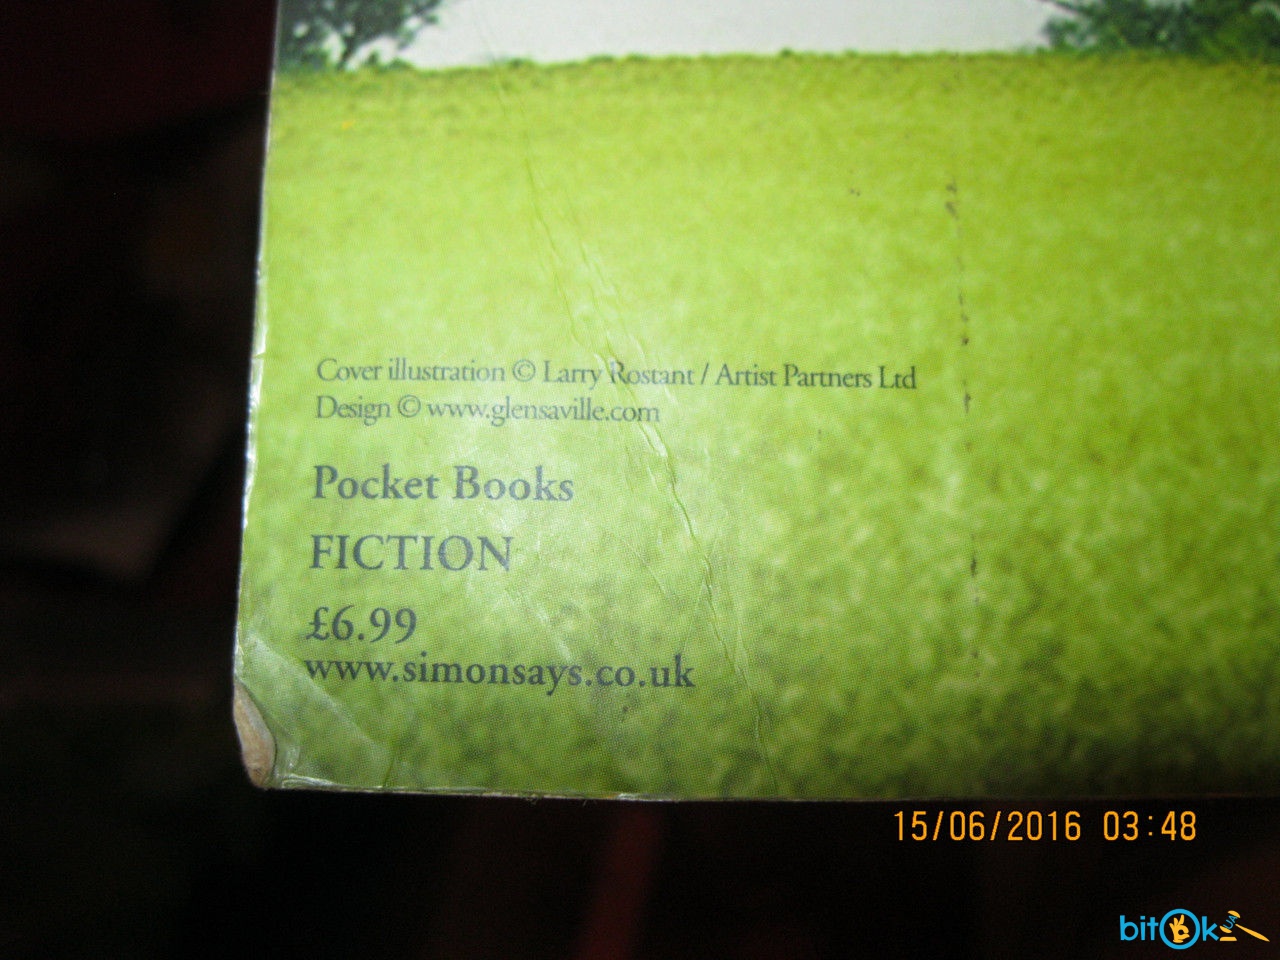 Cover illustration © Larry Rostant / Artist Partners Ltd
Design © www.glensaville.com
Pocket Books
FICTION
£6.99
www.simonsays.co.uk
15/06/2016 03:48
bitOk UA